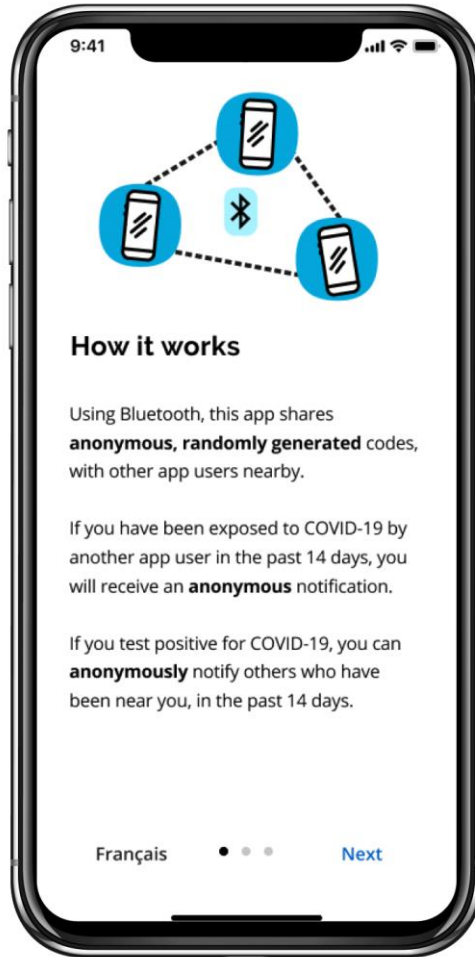 9:41
How it works
Using Bluetooth, this app shares
anonymous, randomly generated codes,
with other app users nearby.
If you have been exposed to COVID-19 by
another app user in the past 14 days, you
will receive an anonymous notification.
If you test positive for COVID-19, you can
anonymously notify others who have
been near you, in the past 14 days.
Français Next